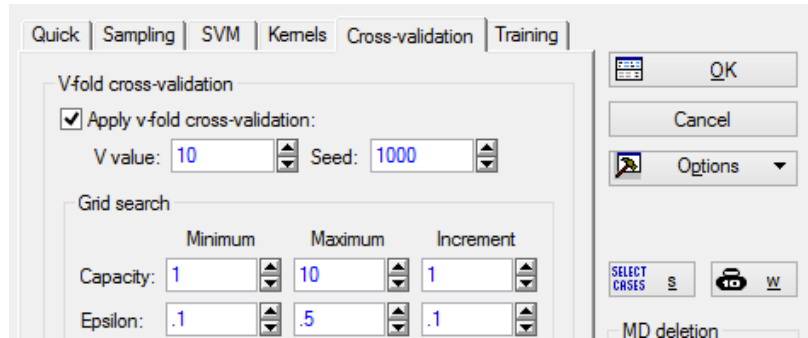 Quick Sampling SVM Kernels Cross-validation Training
V-fold cross-validation
Apply v-fold cross-validation:
V value: 10 Seed: 1000
Grid search
Minimum Maximum Increment
Capacity: 1 10 1
Epsilon: .1 .5 .1
OK
Cancel
Options
SELECT CASES S W
MD deletion